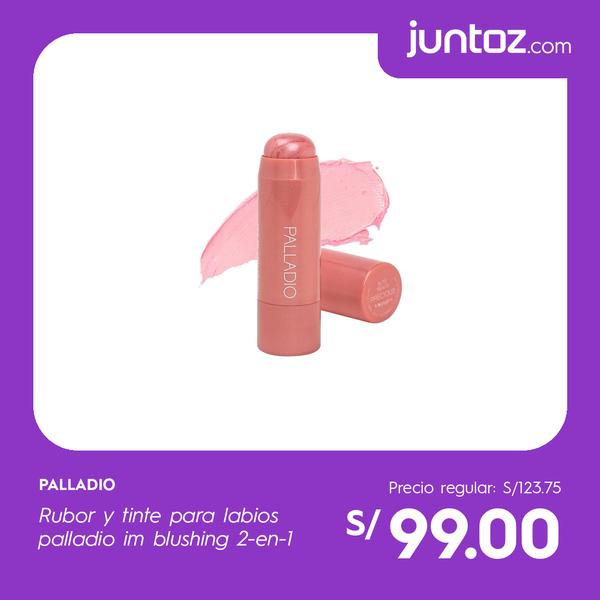 juntoz.com
PALLADIO
PRECIOUS
PALLADIO
Precio regular: S/123.75
Rubor y tinte para labios
palladio im blushing 2-en-1
S/ 99.00